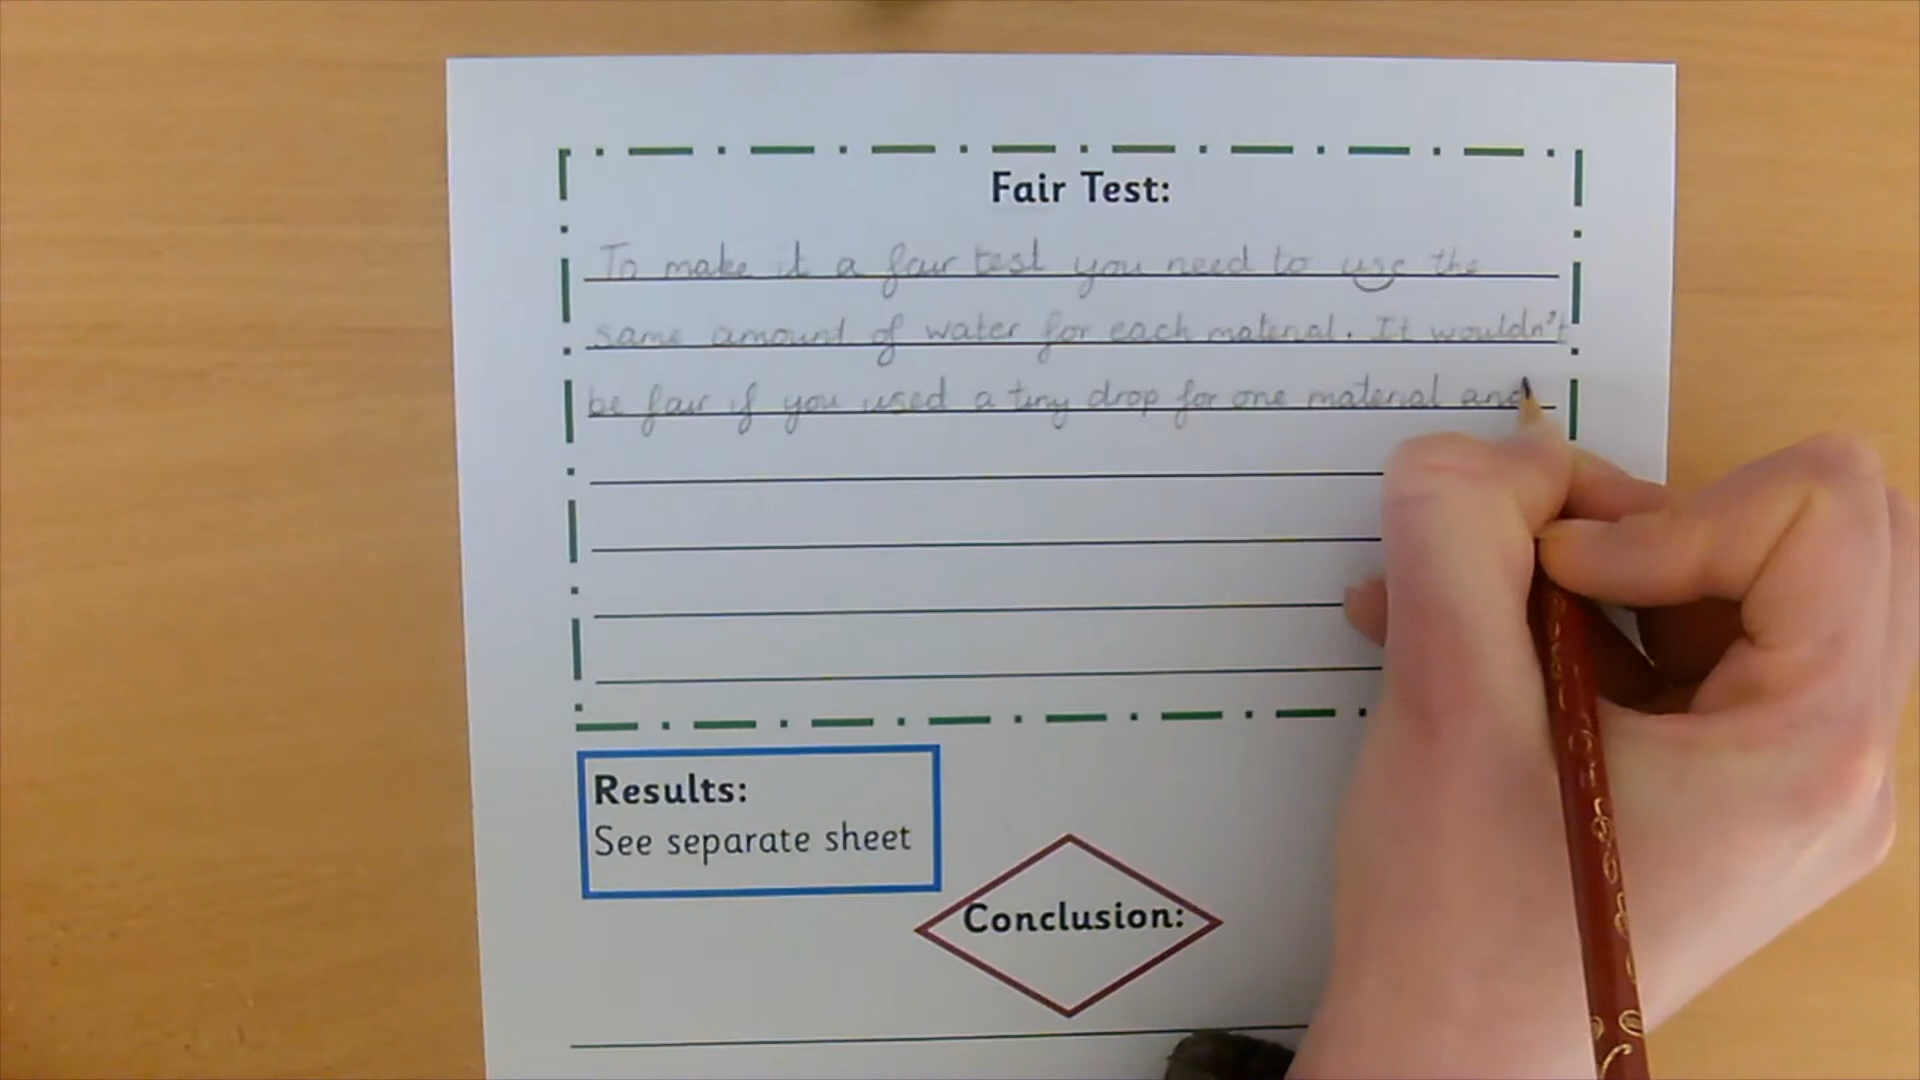 Fair Test:
To make it a fair test you need to use the
same amount of water for each material. It wouldn't
be fair if you used a tiny drop for one material and
Results:
See separate sheet
Conclusion: